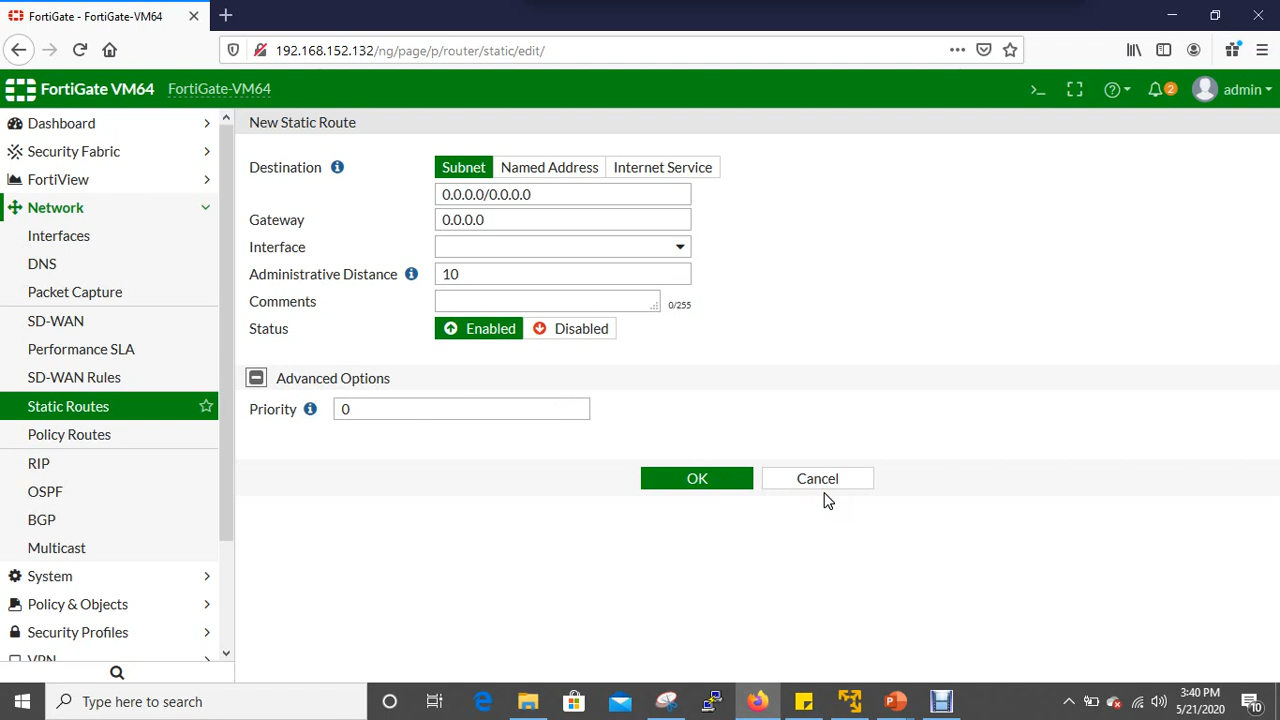 FortiGate - FortiGate-VM64
192.168.152.132/ng/page/p/router/static/edit/
FortiGate VM64 FortiGate-VM64
>_
2
admin
Dashboard
Security Fabric
FortiView
Network
Interfaces
DNS
Packet Capture
SD-WAN
Performance SLA
SD-WAN Rules
Static Routes
Policy Routes
RIP
OSPF
BGP
Multicast
System
Policy & Objects
Security Profiles
VPN
New Static Route
Destination Subnet Named Address Internet Service
0.0.0.0/0.0.0.0
Gateway 0.0.0.0
Interface
Administrative Distance 10
Comments 0/255
Status Enabled Disabled
Advanced Options
Priority 0
OK Cancel
Type here to search
3:40 PM
5/21/2020
10